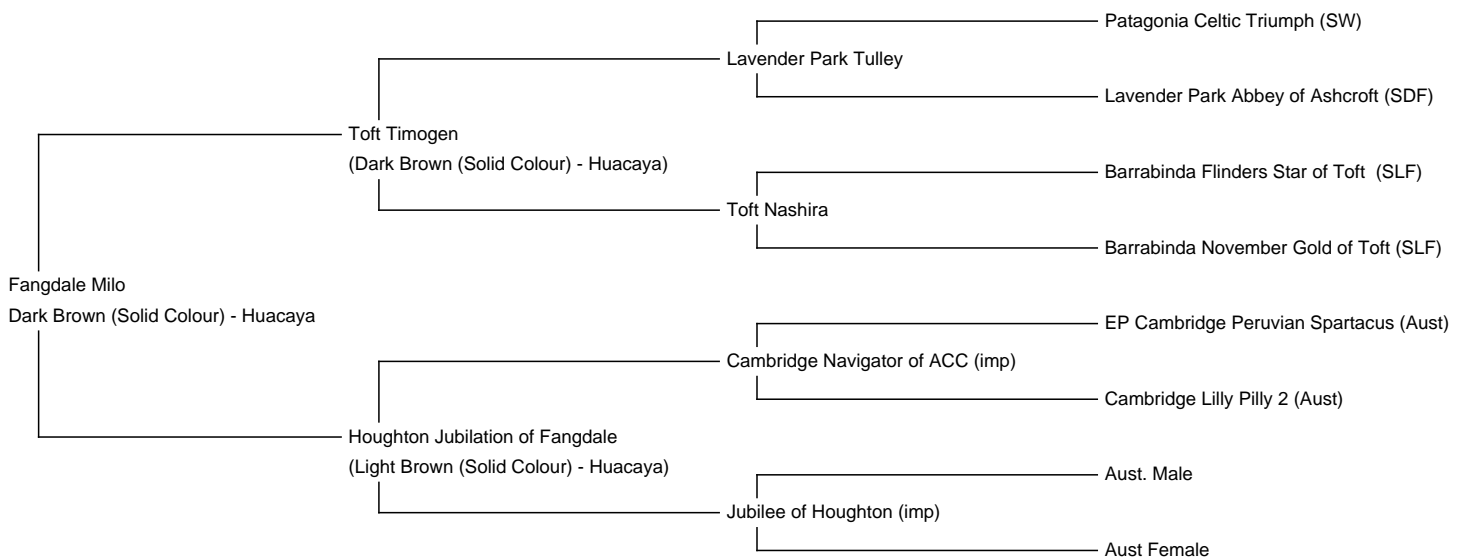 Patagonia Celtic Triumph (SW)
Lavender Park Tulley
Lavender Park Abbey of Ashcroft (SDF)
Toft Timogen
(Dark Brown (Solid Colour) - Huacaya)
Barrabinda Flinders Star of Toft  (SLF)
Toft Nashira
Barrabinda November Gold of Toft (SLF)
Fangdale Milo
Dark Brown (Solid Colour) - Huacaya
EP Cambridge Peruvian Spartacus (Aust)
Cambridge Navigator of ACC (imp)
Cambridge Lilly Pilly 2 (Aust)
Houghton Jubilation of Fangdale
(Light Brown (Solid Colour) - Huacaya)
Aust. Male
Jubilee of Houghton (imp)
Aust Female